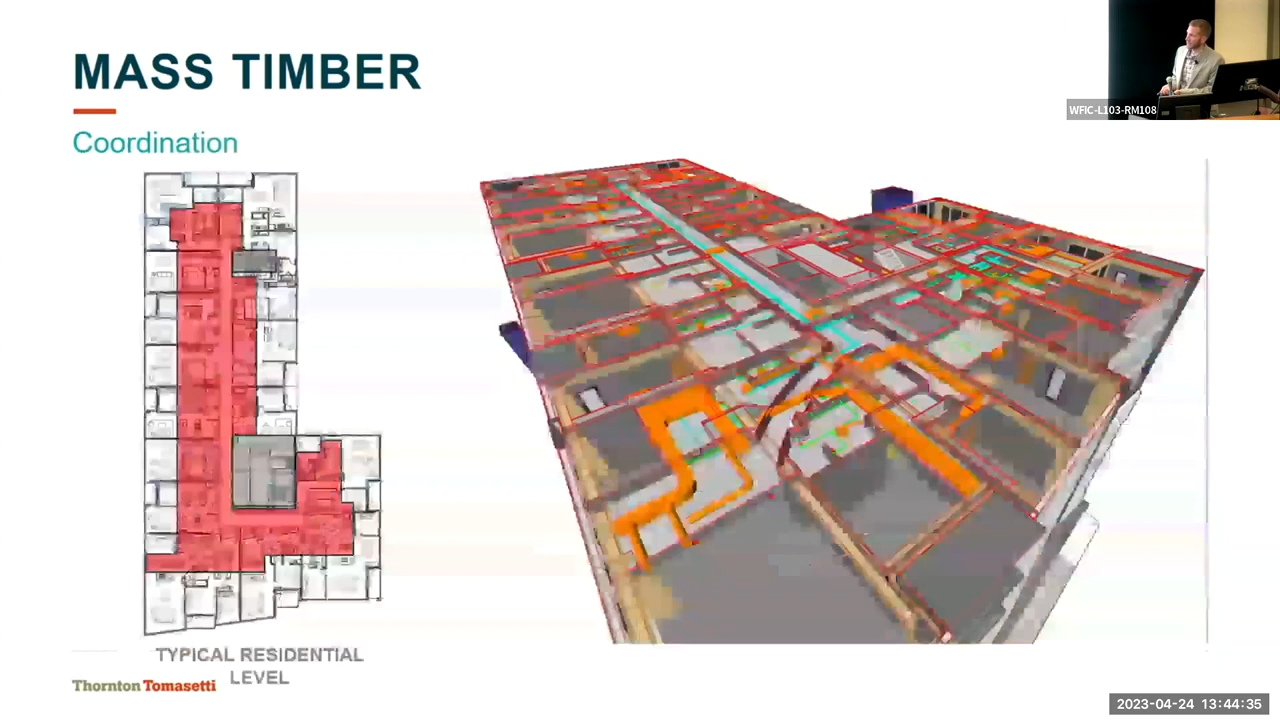 MASS TIMBER
Coordination
WFIC-L103-RM108
TYPICAL RESIDENTIAL
LEVEL
Thornton Tomasetti
2023-04-24 13:44:35